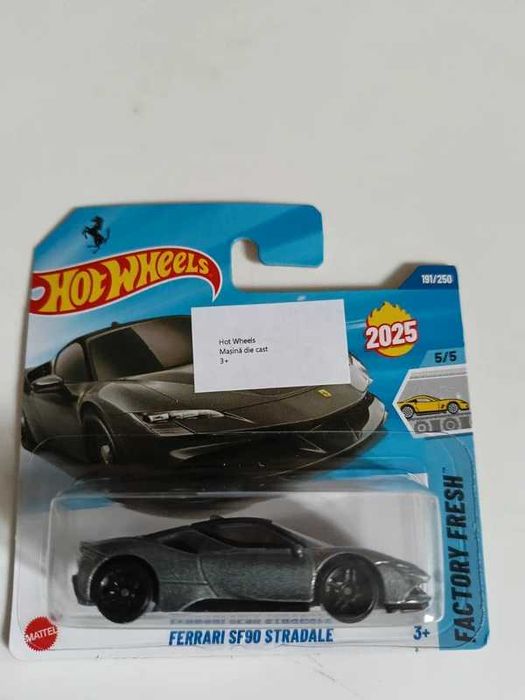 HOT WHEELS
191/250
2025
5/5
Hot Wheels
Mașină die cast
3+
FACTORY FRESH™
MATTEL
FERRARI SF90 STRADALE
3+